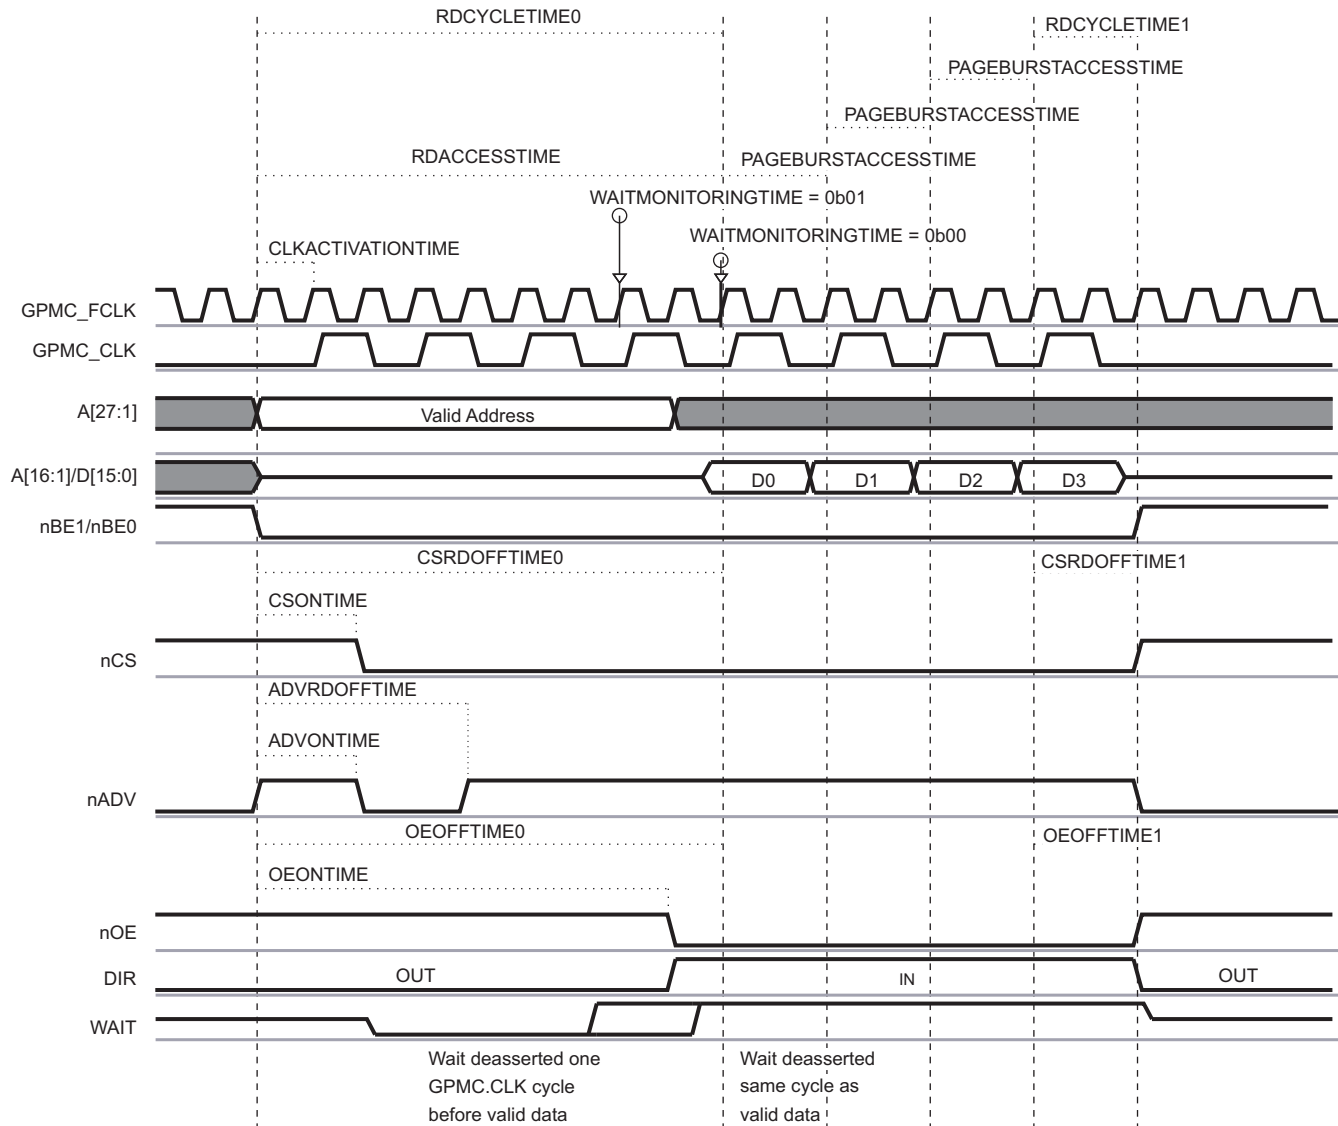 RDCYCLETIME0
RDCYCLETIME1
PAGEBURSTACCESSTIME
PAGEBURSTACCESSTIME
RDACCESSTIME
PAGEBURSTACCESSTIME
WAITMONITORINGTIME = 0b01
WAITMONITORINGTIME = 0b00
CLKACTIVATIONTIME
GPMC_FCLK
GPMC_CLK
A[27:1]
Valid Address
A[16:1]/D[15:0]
D0
D1
D2
D3
nBE1/nBE0
CSRDOFFTIME0
CSRDOFFTIME1
CSONTIME
nCS
ADVRDOFFTIME
ADVONTIME
nADV
OEOFFTIME0
OEOFFTIME1
OEONTIME
nOE
DIR
OUT
IN
OUT
WAIT
Wait deasserted one
GPMC.CLK cycle
before valid data
Wait deasserted
same cycle as
valid data